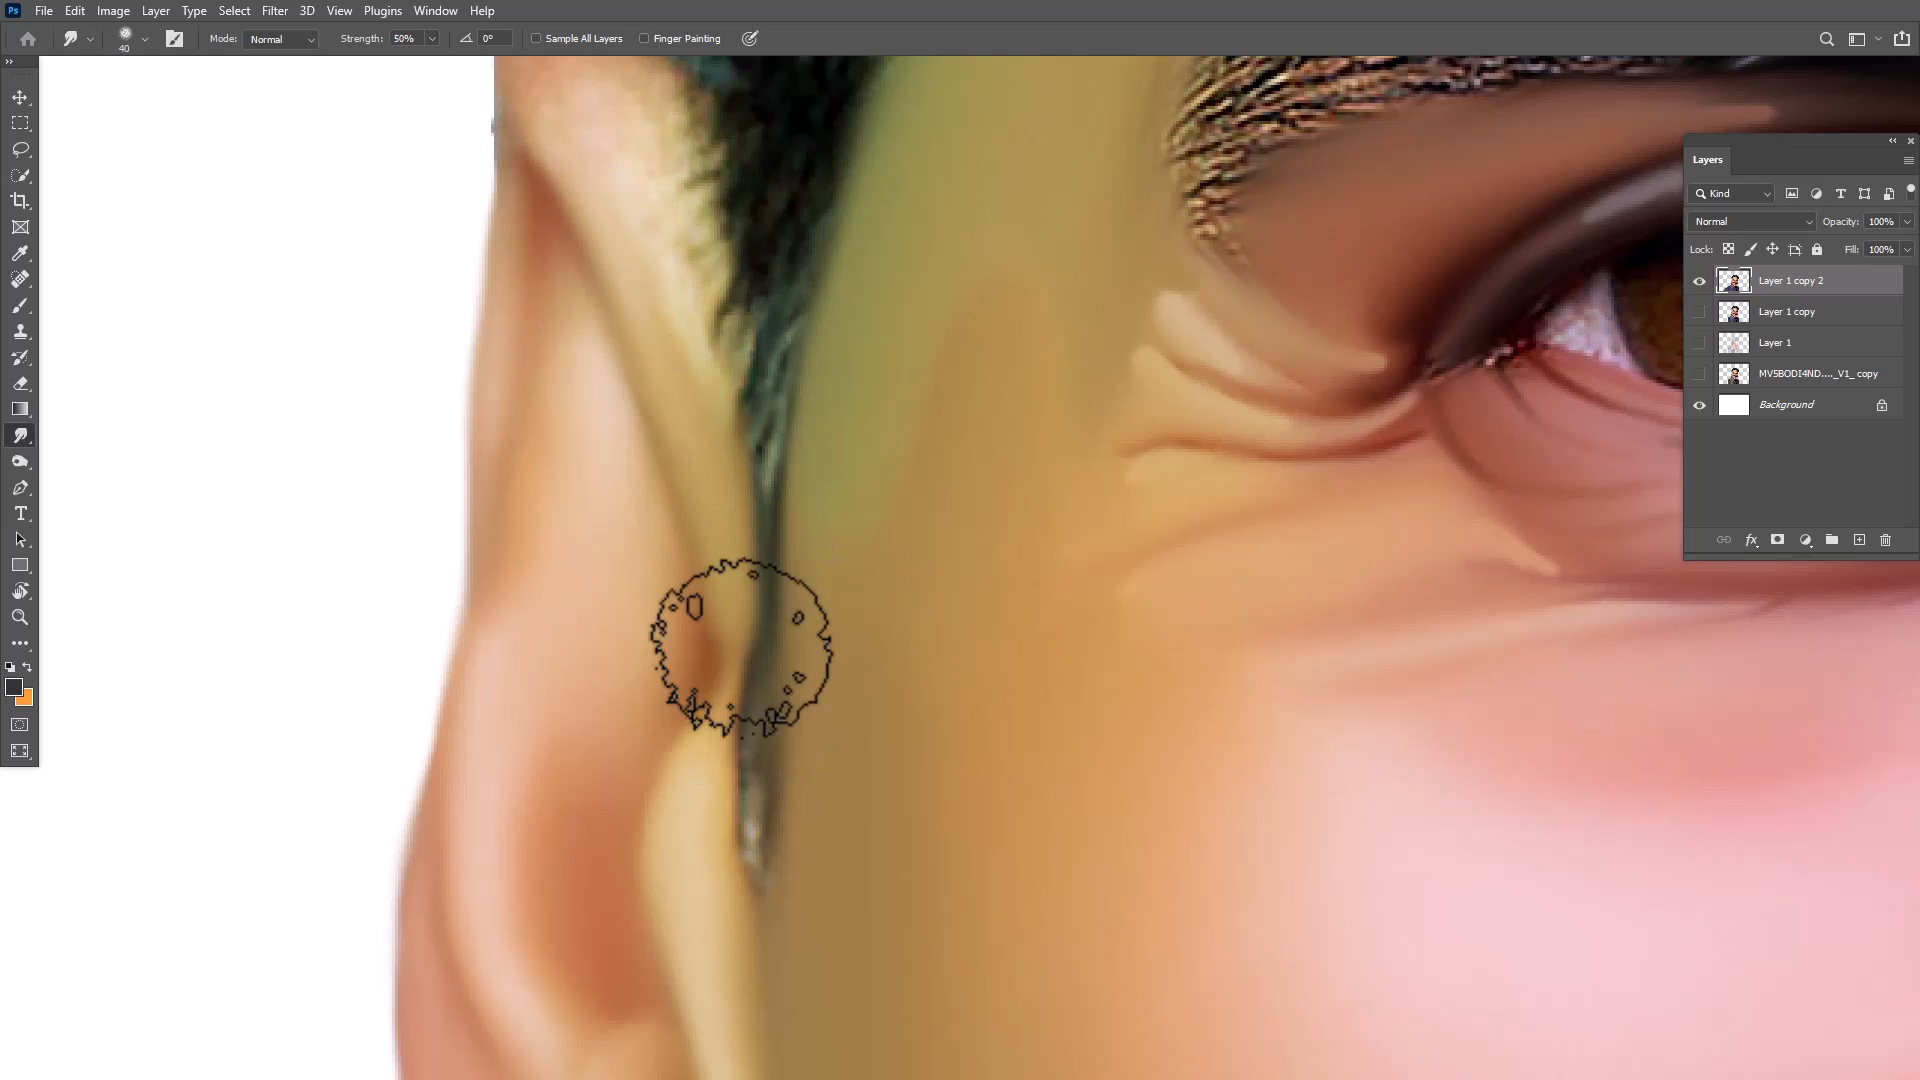 Ps File Edit Image Layer Type Select Filter 3D View Plugins Window Help
40 Mode: Normal Strength: 50% 0° Sample All Layers Finger Painting
Layers
Kind
Normal Opacity: 100%
Lock: Fill: 100%
Layer 1 copy 2
Layer 1 copy
Layer 1
MV5BODI4ND...._V1_ copy
Background